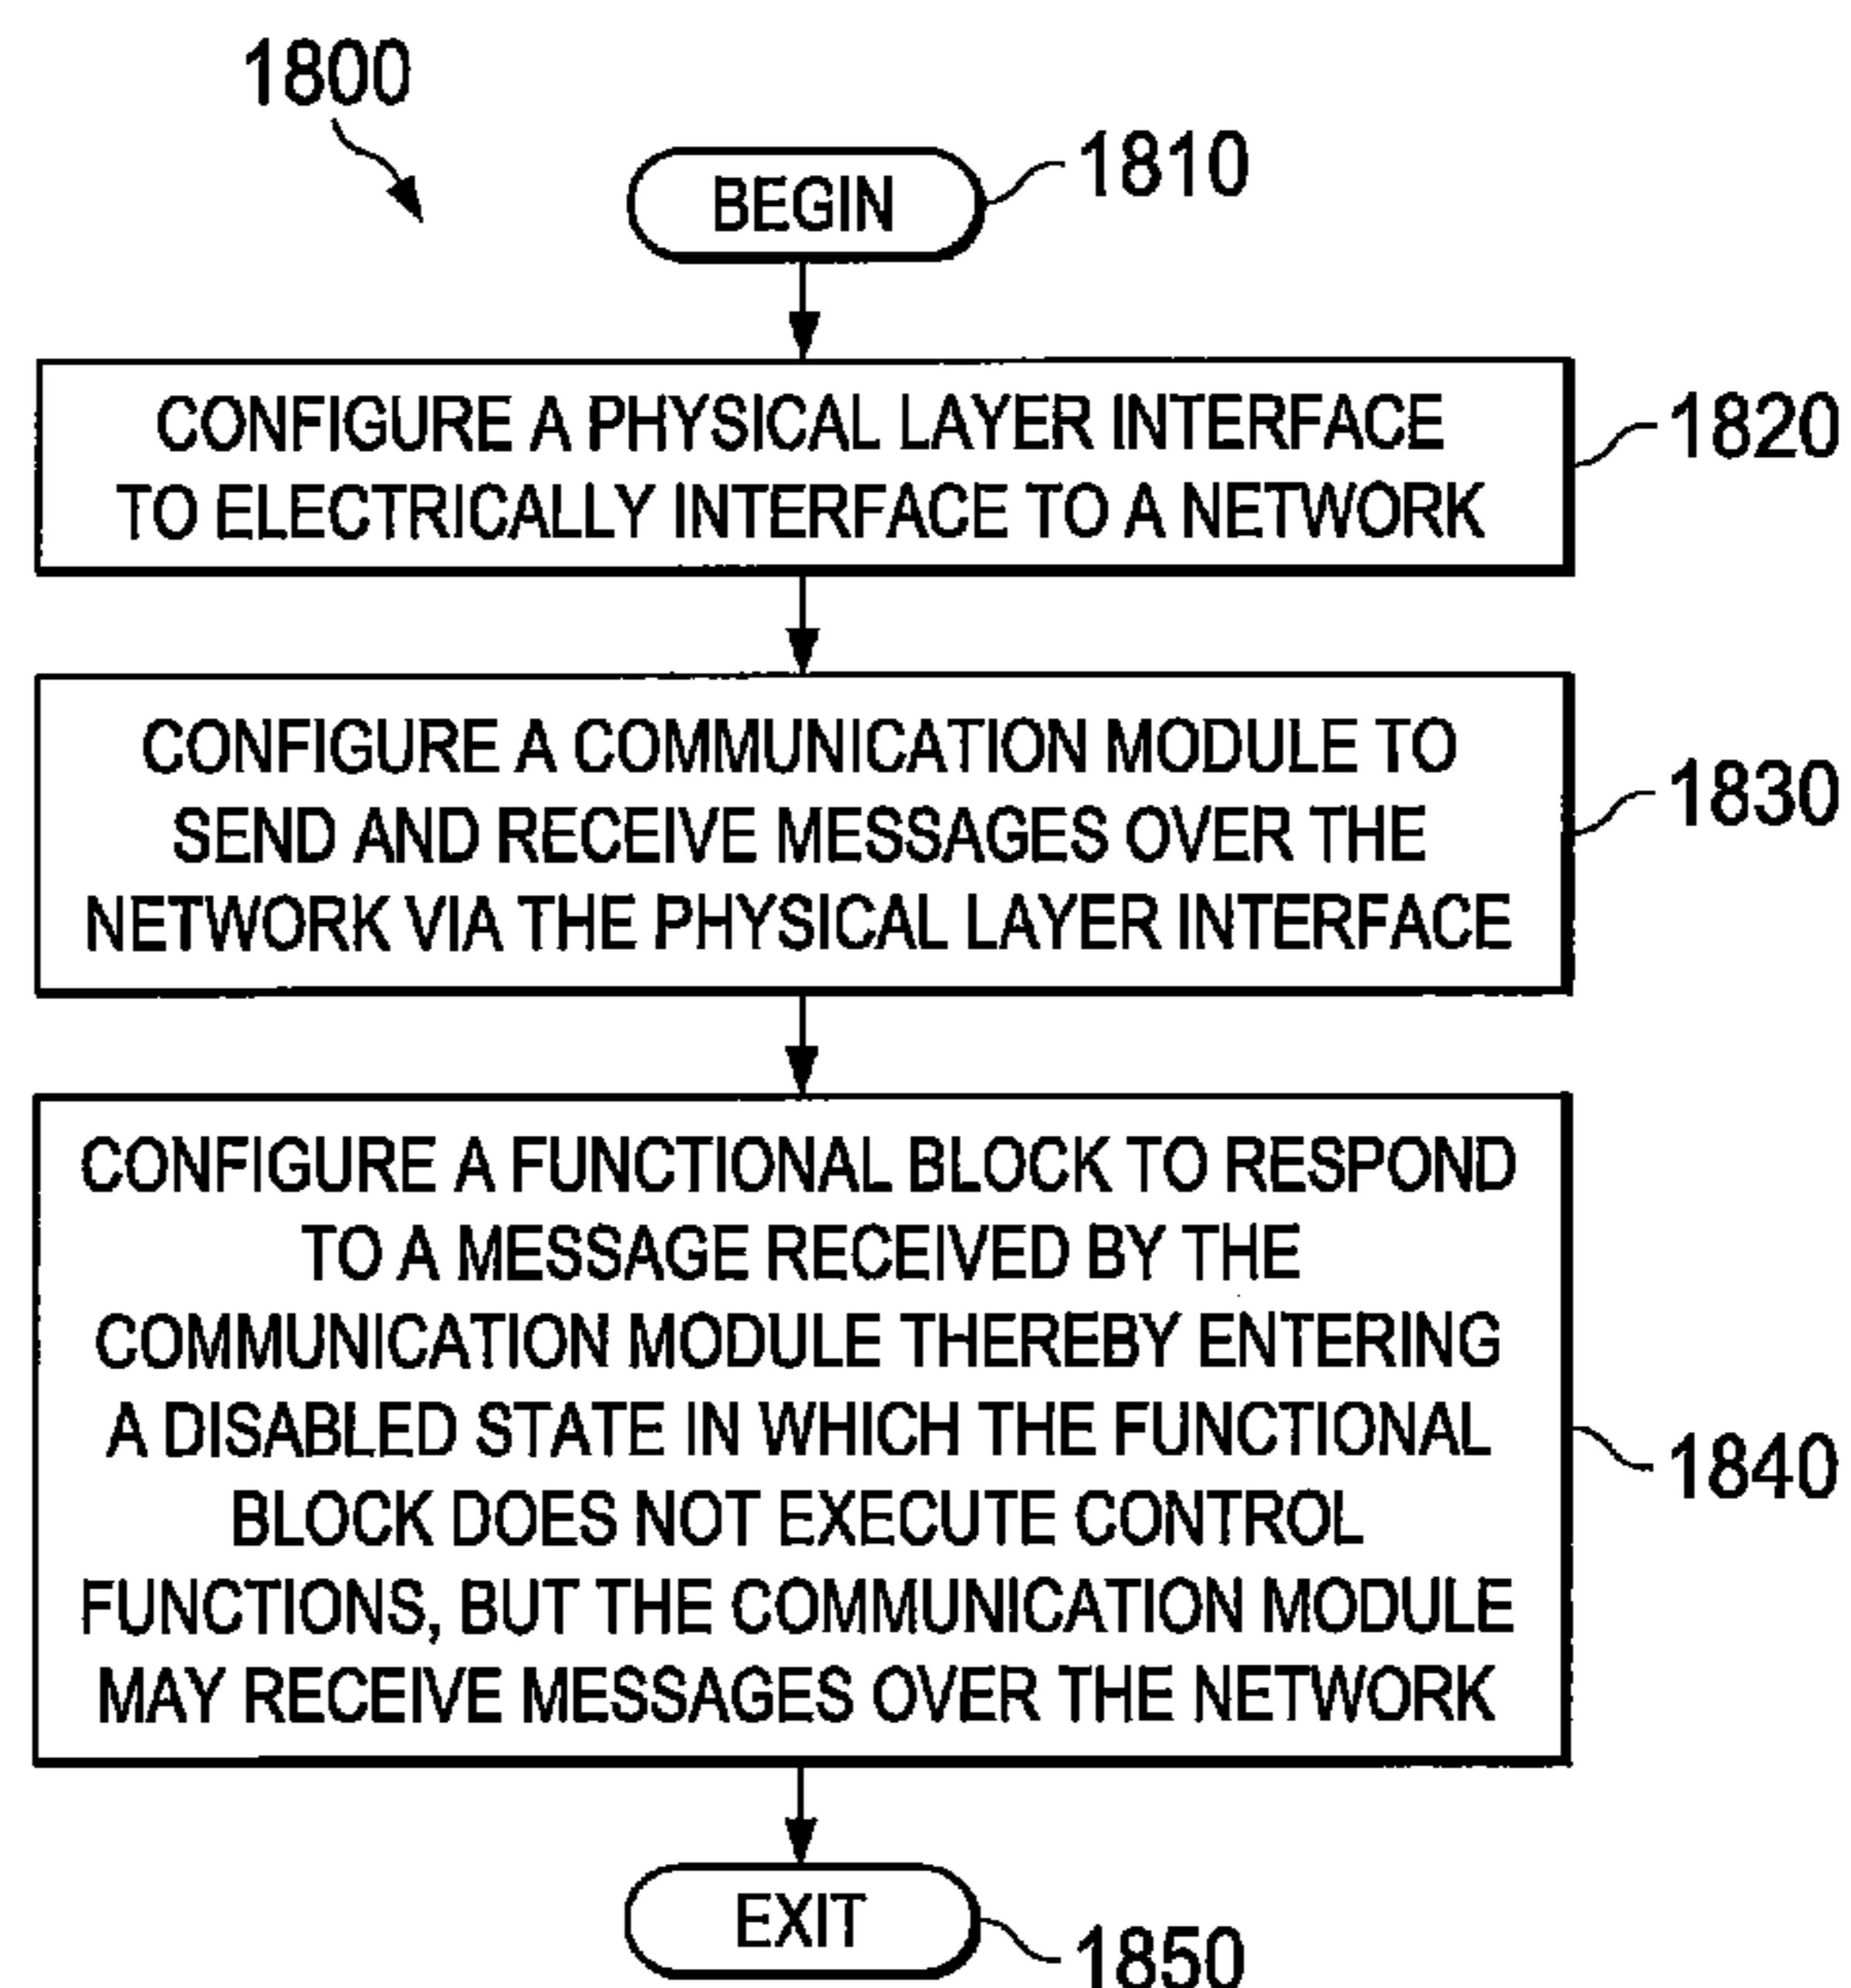 1800
BEGIN
1810
CONFIGURE A PHYSICAL LAYER INTERFACE
TO ELECTRICALLY INTERFACE TO A NETWORK
1820
CONFIGURE A COMMUNICATION MODULE TO
SEND AND RECEIVE MESSAGES OVER THE
NETWORK VIA THE PHYSICAL LAYER INTERFACE
1830
CONFIGURE A FUNCTIONAL BLOCK TO RESPOND
TO A MESSAGE RECEIVED BY THE
COMMUNICATION MODULE THEREBY ENTERING
A DISABLED STATE IN WHICH THE FUNCTIONAL
BLOCK DOES NOT EXECUTE CONTROL
FUNCTIONS, BUT THE COMMUNICATION MODULE
MAY RECEIVE MESSAGES OVER THE NETWORK
1840
EXIT
1850